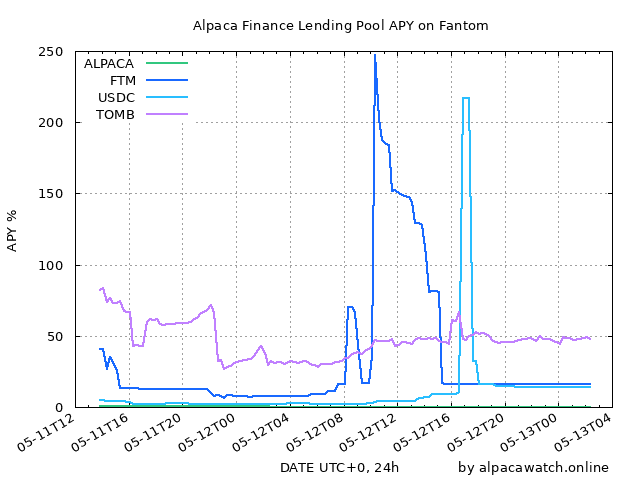 Alpaca Finance Lending Pool APY on Fantom
250
200
150
100
50
0
APY %
ALPACA
FTM
USDC
TOMB
05-11T12
05-11T16
05-11T20
05-12T00
05-12T04
05-12T08
05-12T12
05-12T16
05-12T20
05-13T00
05-13T04
DATE UTC+0, 24h
by alpacawatch.online